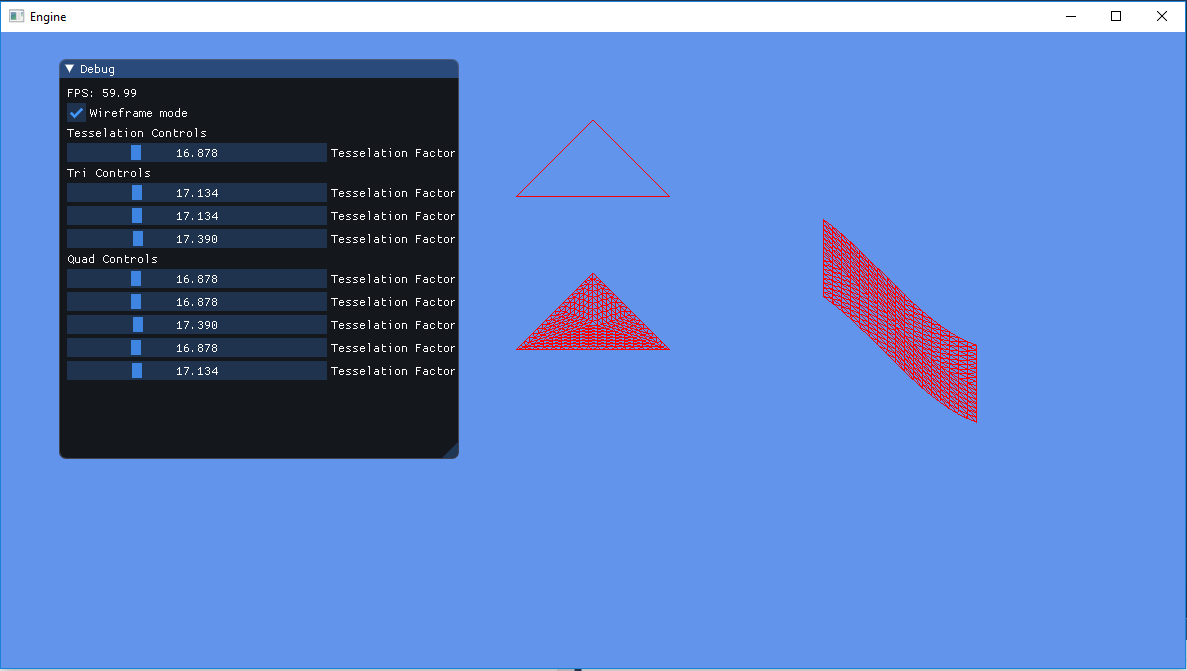 Engine
Debug
FPS: 59.99
Wireframe mode
Tesselation Controls
16.878 Tesselation Factor
Tri Controls
17.134 Tesselation Factor
17.134 Tesselation Factor
17.390 Tesselation Factor
Quad Controls
16.878 Tesselation Factor
16.878 Tesselation Factor
17.390 Tesselation Factor
16.878 Tesselation Factor
17.134 Tesselation Factor